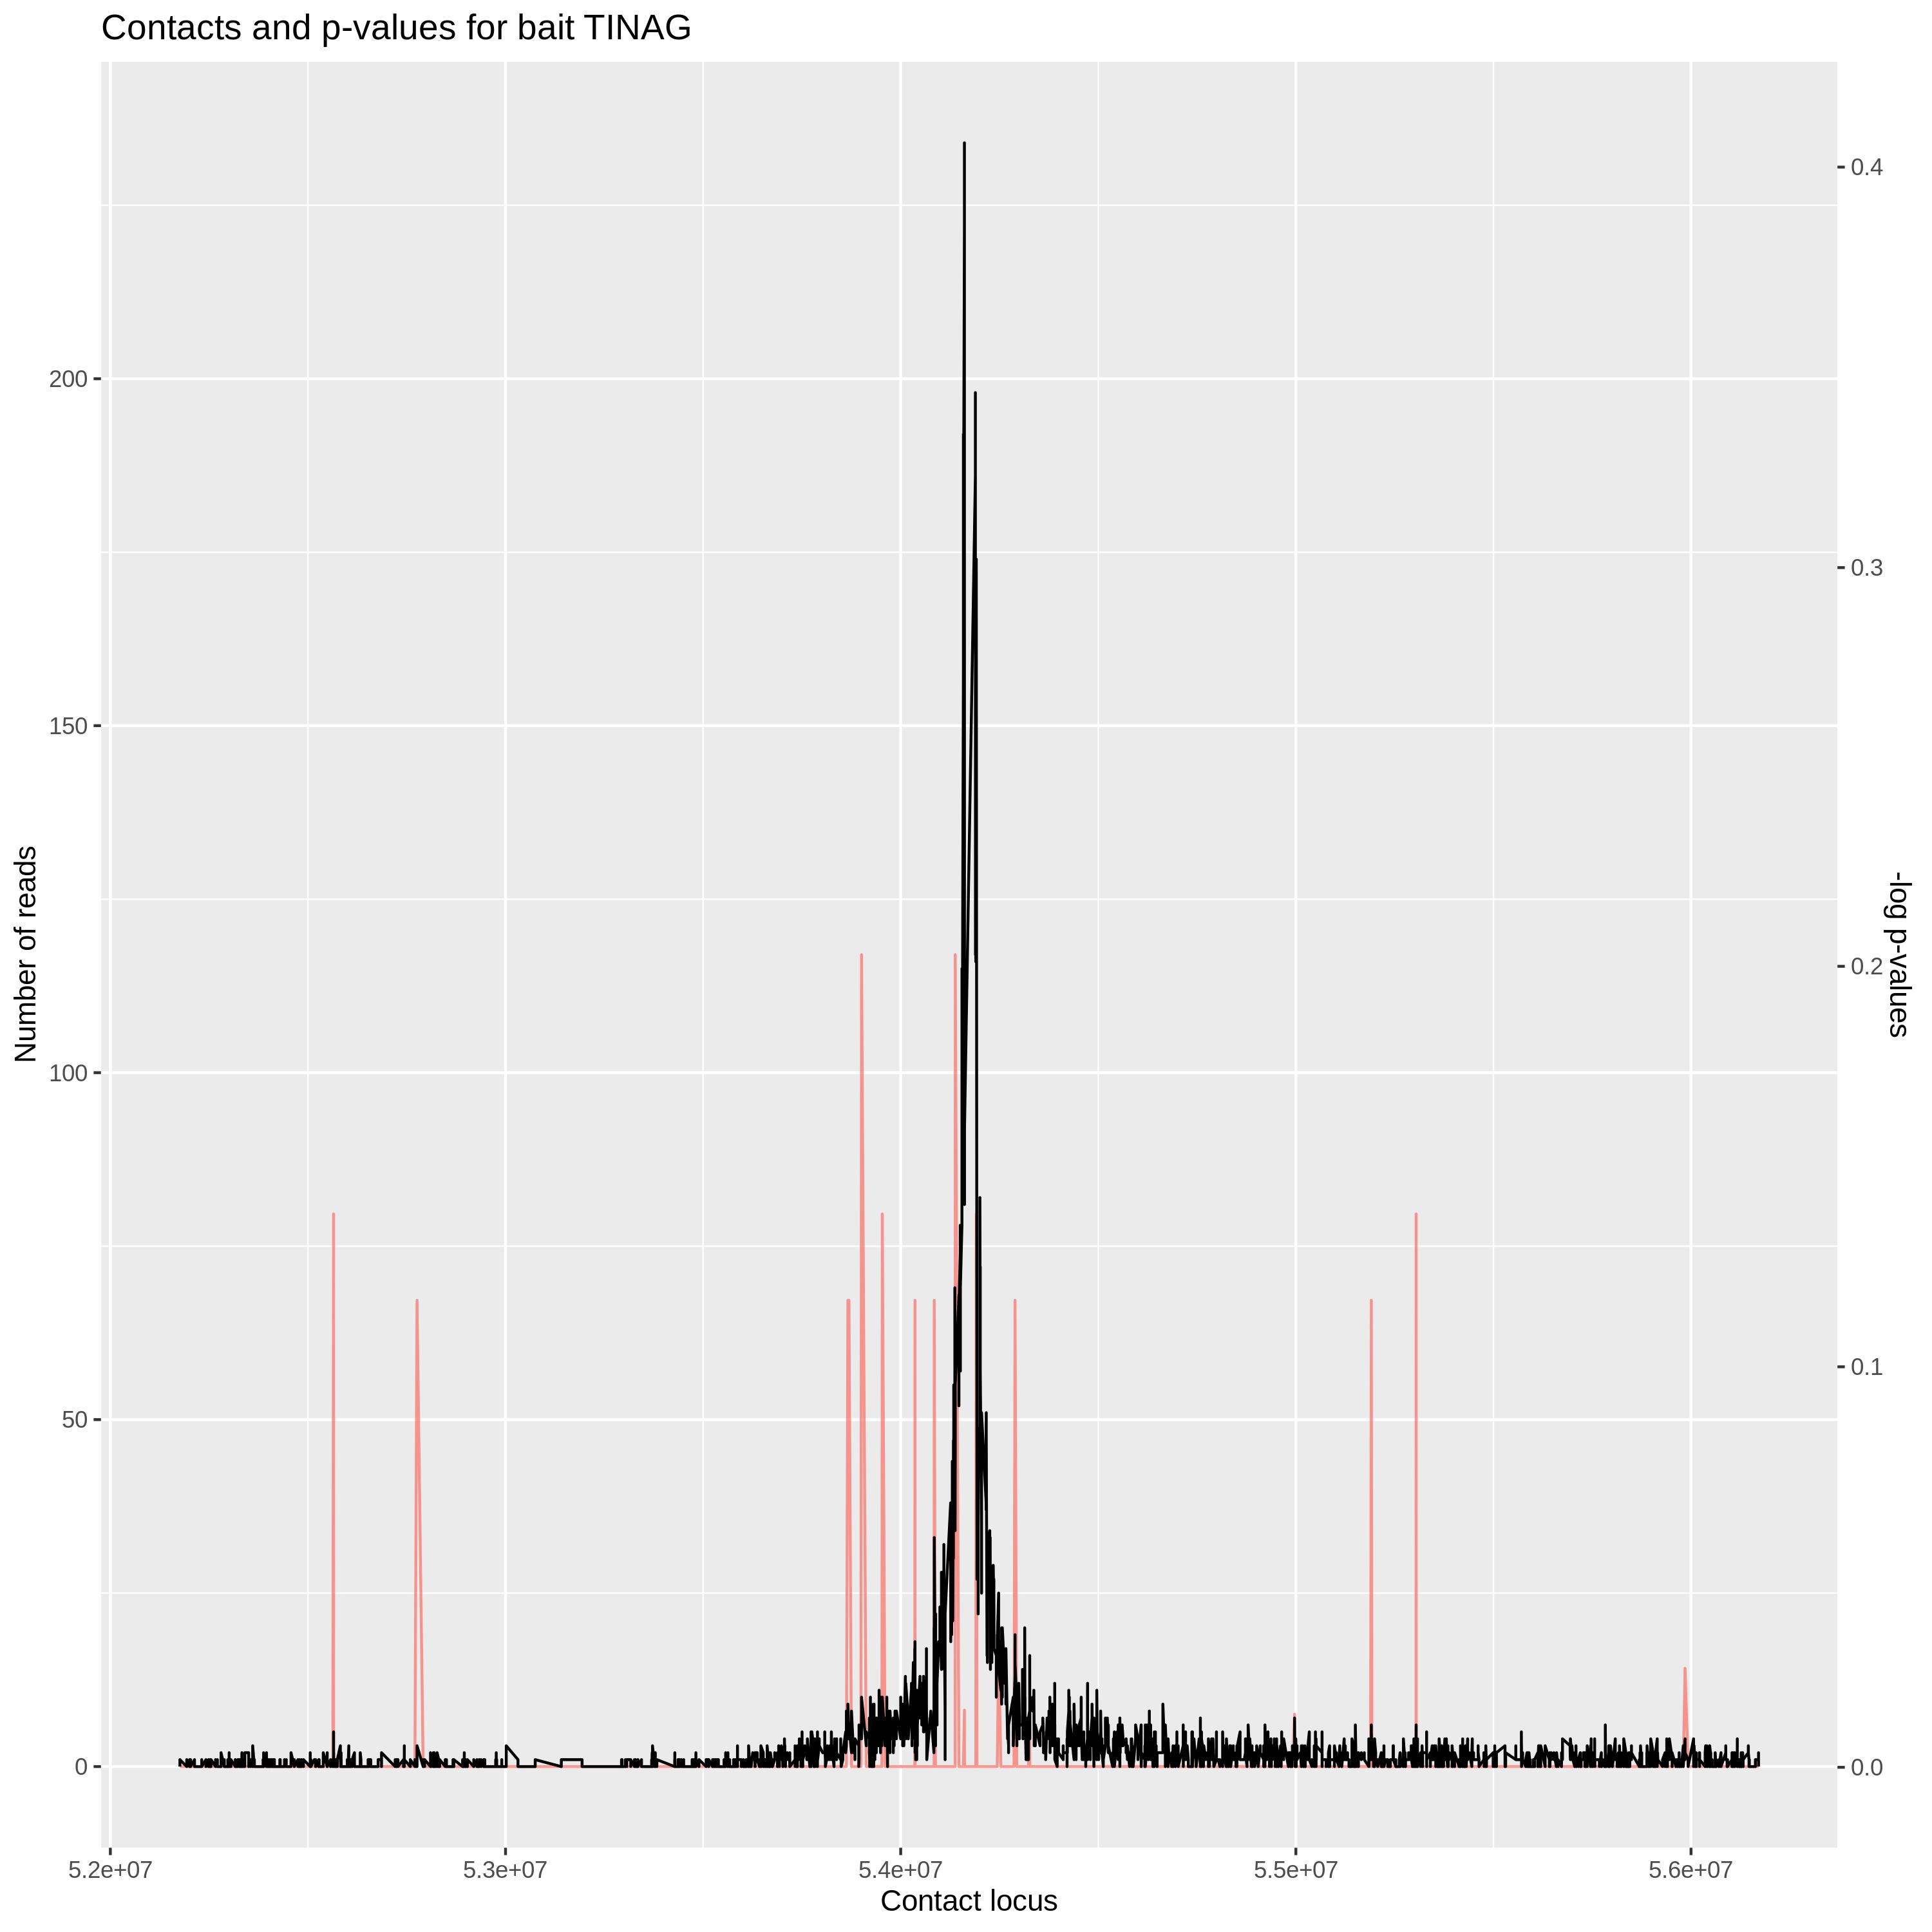 Contacts and p-values for bait TINAG
Number of reads
200
150
100
50
0
0.4
0.3
0.2
0.1
0.0
-log p-values
5.2e+07 5.3e+07 5.4e+07 5.5e+07 5.6e+07
Contact locus